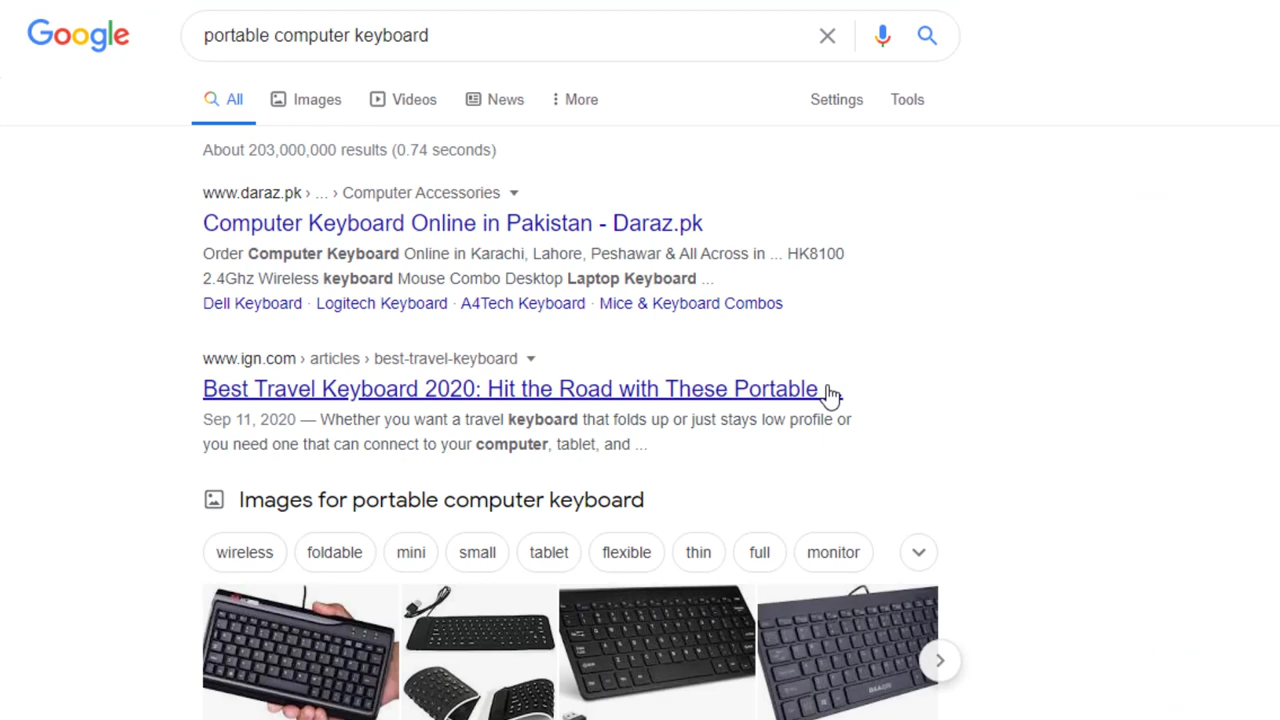 Google
portable computer keyboard
All Images Videos News More Settings Tools
About 203,000,000 results (0.74 seconds)
www.daraz.pk › ... › Computer Accessories
Computer Keyboard Online in Pakistan - Daraz.pk
Order Computer Keyboard Online in Karachi, Lahore, Peshawar & All Across in ... HK8100
2.4Ghz Wireless keyboard Mouse Combo Desktop Laptop Keyboard ...
Dell Keyboard · Logitech Keyboard · A4Tech Keyboard · Mice & Keyboard Combos
www.ign.com › articles › best-travel-keyboard
Best Travel Keyboard 2020: Hit the Road with These Portable
Sep 11, 2020 — Whether you want a travel keyboard that folds up or just stays low profile or
you need one that can connect to your computer, tablet, and ...
Images for portable computer keyboard
wireless foldable mini small tablet flexible thin full monitor